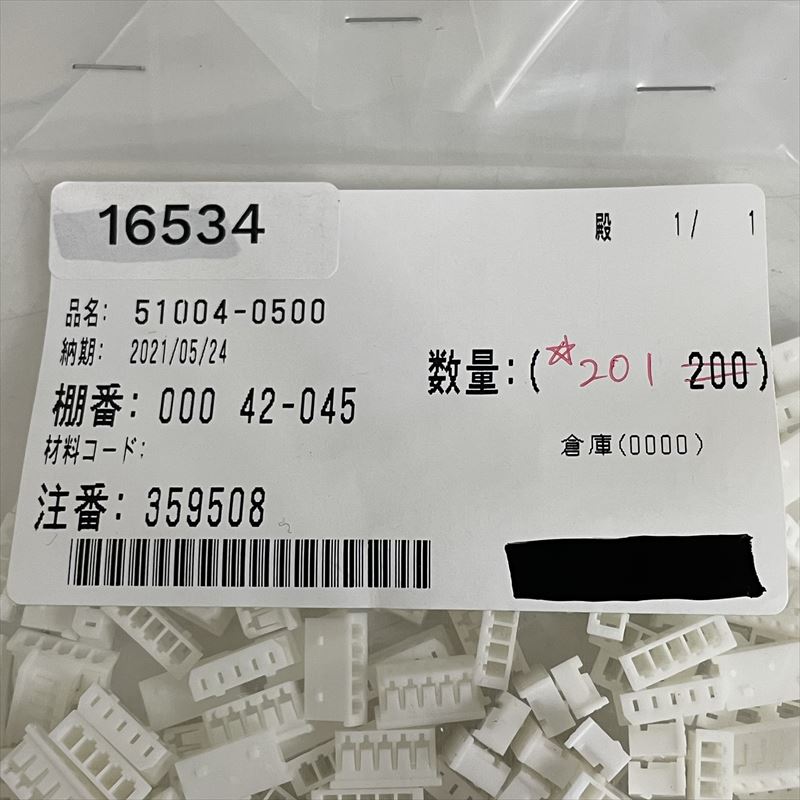 16534
殿 1/ 1
品名: 51004-0500
納期: 2021/05/24
数量:(☆201 200)
棚番: 000 42-045
材料コード:
倉庫(0000)
注番: 359508